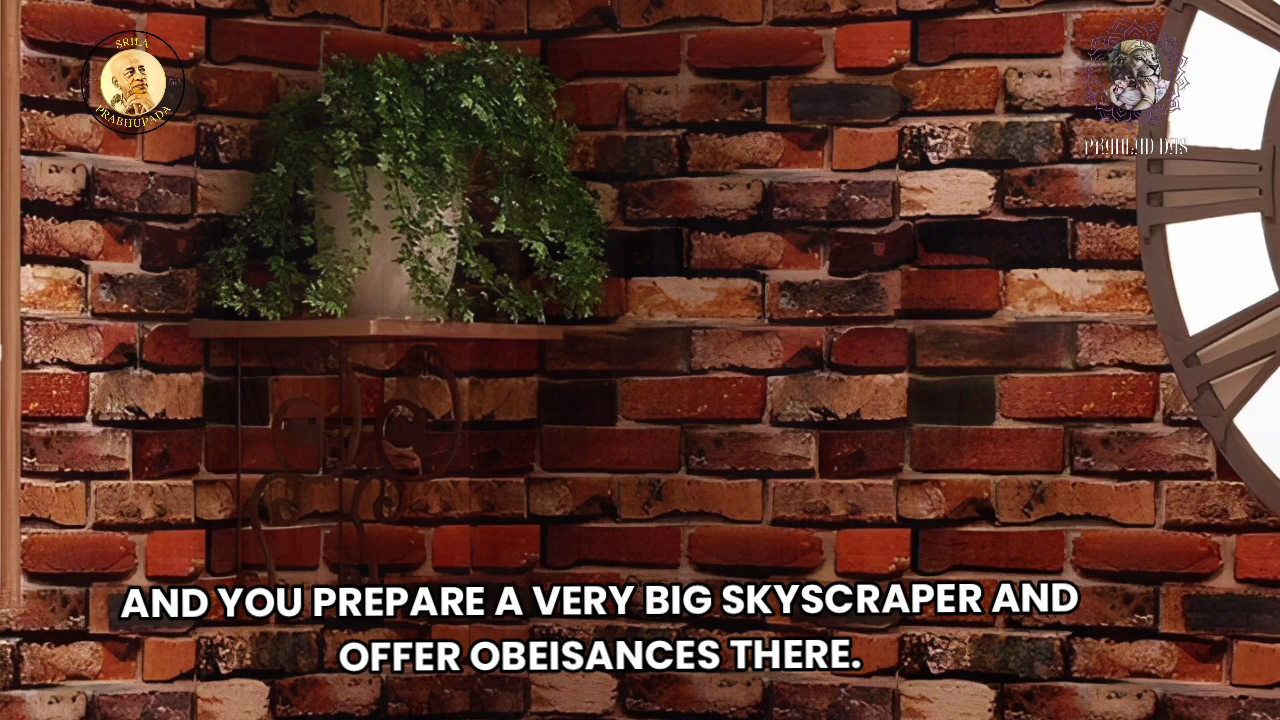 SRILA
PRABHUPADA
PRAHLAD DAS
AND YOU PREPARE A VERY BIG SKYSCRAPER AND
OFFER OBEISANCES THERE.